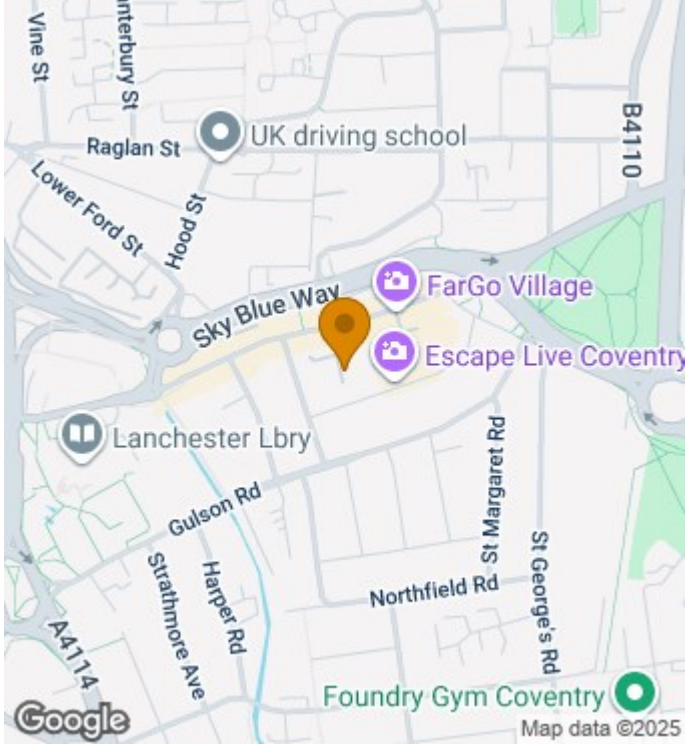 Vine St
nterbury St
Raglan St
UK driving school
B4110
Lower Ford St
Hood St
Sky Blue Way
FarGo Village
Escape Live Coventry
Lanchester Lbry
Gulson Rd
St Margaret Rd
Strathmore Ave
Harper Rd
Northfield Rd
St George's Rd
A4114
Foundry Gym Coventry
Google
Map data ©2025